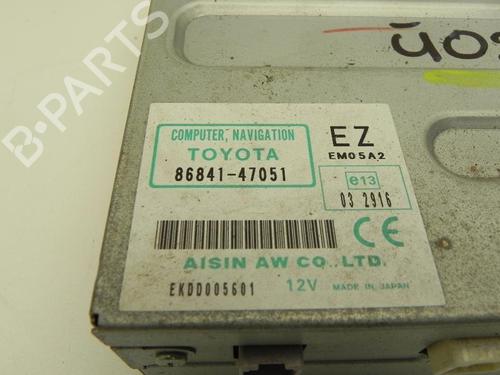 COMPUTER, NAVIGATION
TOYOTA
86841-47051
EZ
EM05A2
e13
03 2916
CE
AISIN AW CO.,LTD.
EKDD005601
12V
MADE IN JAPAN
B-PARTS